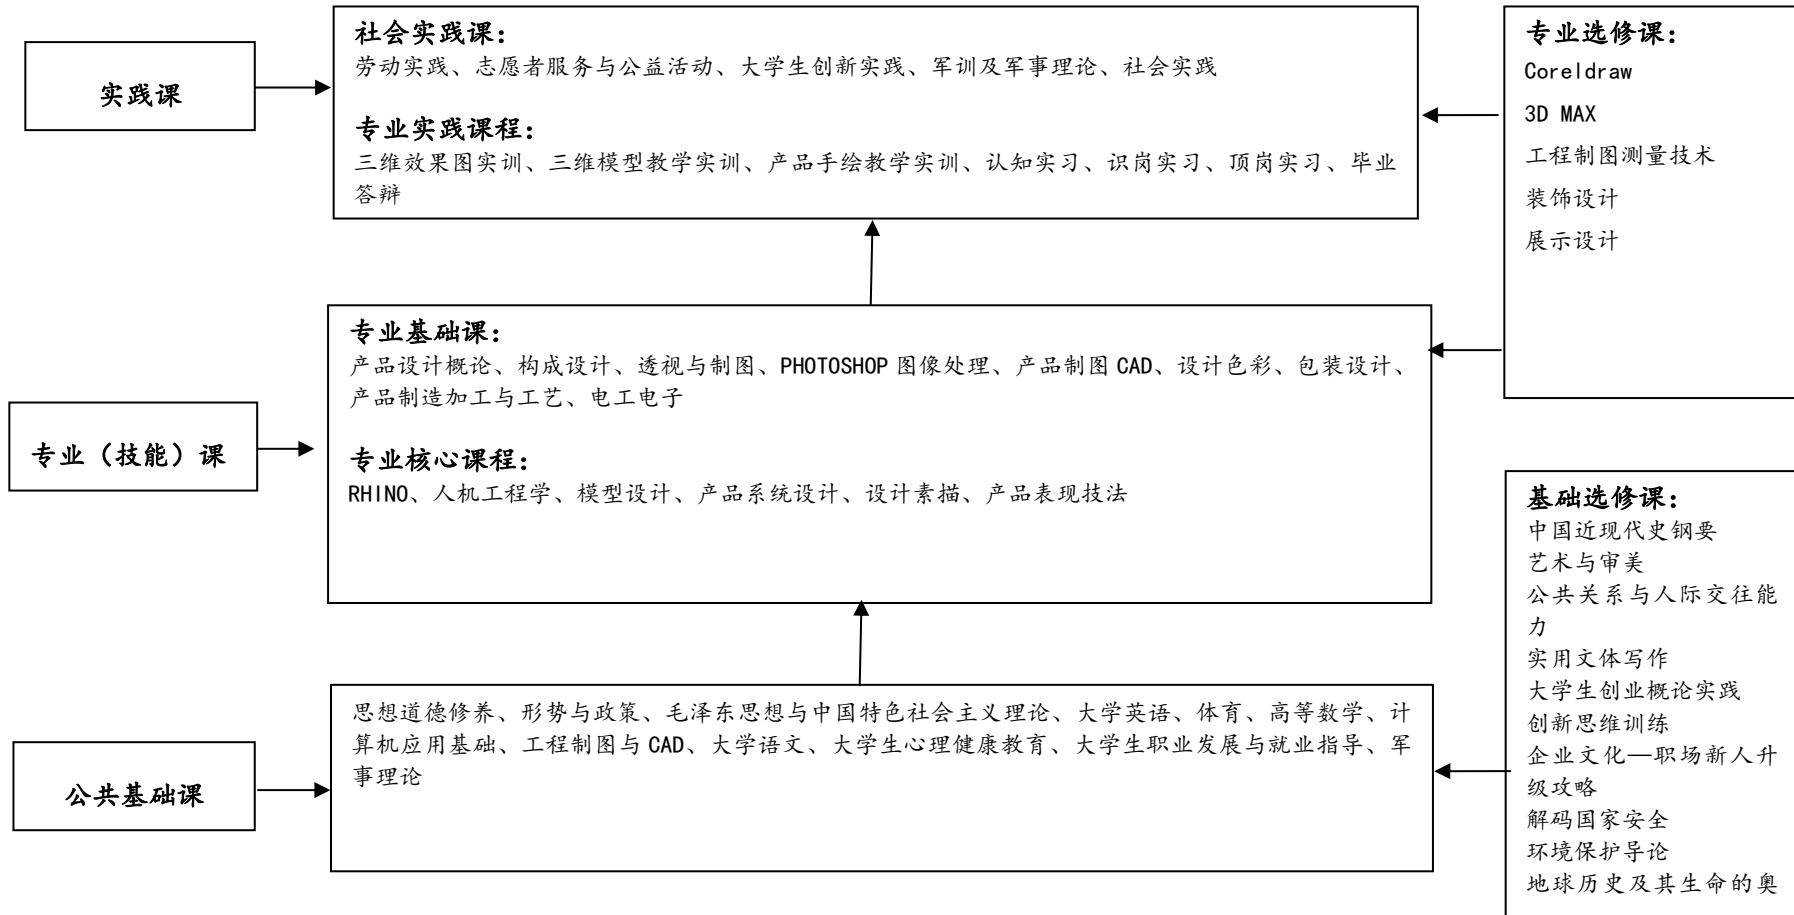 实践课
社会实践课：
劳动实践、志愿者服务与公益活动、大学生创新实践、军训及军事理论、社会实践
专业实践课程：
三维效果图实训、三维模型教学实训、产品手绘教学实训、认知实习、识岗实习、顶岗实习、毕业
答辩
专业选修课：
Coreldraw
3D MAX
工程制图测量技术
装饰设计
展示设计
专业（技能）课
专业基础课：
产品设计概论、构成设计、透视与制图、PHOTOSHOP 图像处理、产品制图 CAD、设计色彩、包装设计、
产品制造加工与工艺、电工电子
专业核心课程：
RHINO、人机工程学、模型设计、产品系统设计、设计素描、产品表现技法
公共基础课
思想道德修养、形势与政策、毛泽东思想与中国特色社会主义理论、大学英语、体育、高等数学、计
算机应用基础、工程制图与 CAD、大学语文、大学生心理健康教育、大学生职业发展与就业指导、军
事理论
基础选修课：
中国近现代史钢要
艺术与审美
公共关系与人际交往能
力
实用文体写作
大学生创业概论实践
创新思维训练
企业文化—职场新人升
级攻略
解码国家安全
环境保护导论
地球历史及其生命的奥